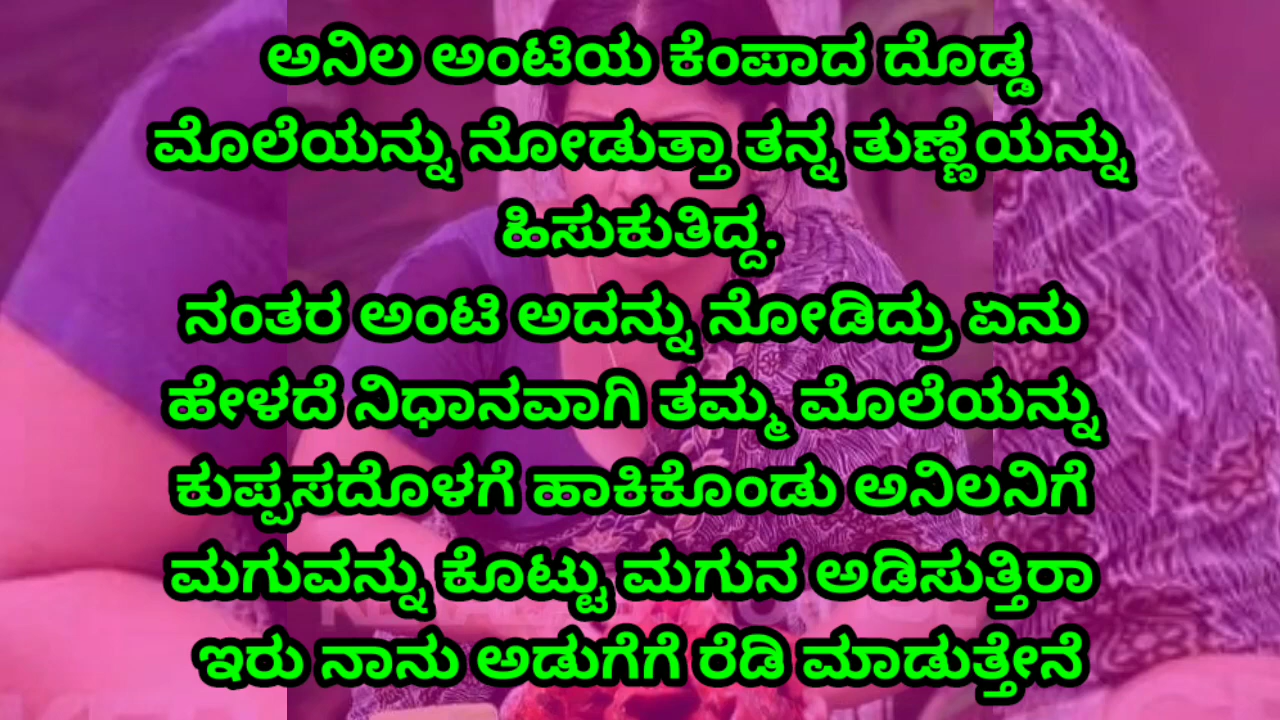 ಅನಿಲ ಅಂಟಿಯ ಕೆಂಪಾದ ದೊಡ್ಡ
ಮೊಲೆಯನ್ನು ನೋಡುತ್ತಾ ತನ್ನ ತುಣ್ಣೆಯನ್ನು
ಹಿಸುಕುತಿದ್ದ.
ನಂತರ ಅಂಟಿ ಅದನ್ನು ನೋಡಿದ್ರು ಏನು
ಹೇಳದೆ ನಿಧಾನವಾಗಿ ತಮ್ಮ ಮೊಲೆಯನ್ನು
ಕುಪ್ಪಸದೊಳಗೆ ಹಾಕಿಕೊಂಡು ಅನಿಲನಿಗೆ
ಮಗುವನ್ನು ಕೊಟ್ಟು ಮಗುನ ಅಡಿಸುತ್ತಿರಾ
ಇರು ನಾನು ಅಡುಗೆಗೆ ರೆಡಿ ಮಾಡುತ್ತೇನೆ